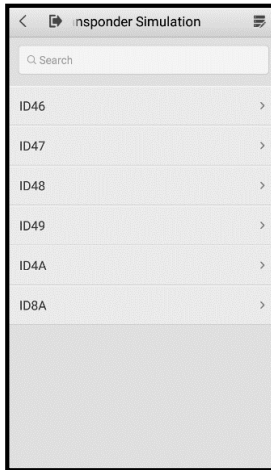 nsponder Simulation
Search
ID46
ID47
ID48
ID49
ID4A
ID8A